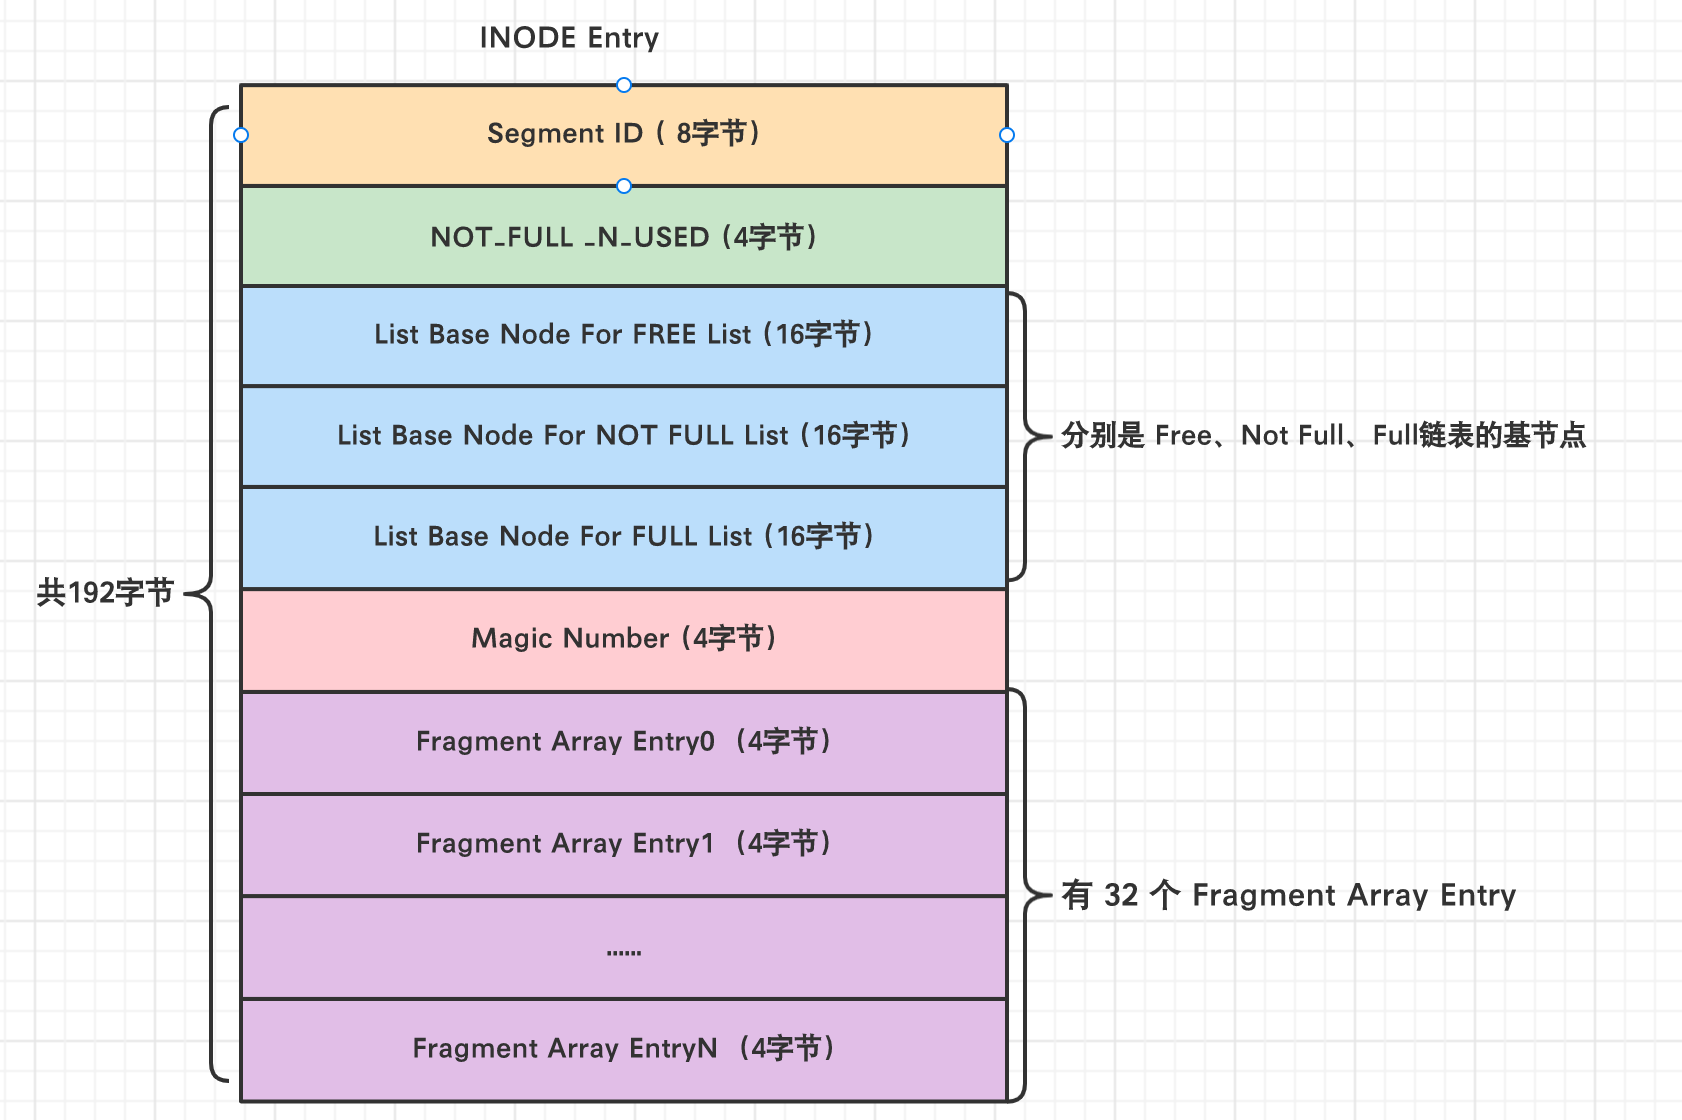 INODE Entry
Segment ID ( 8字节)
NOT_FULL _N_USED (4字节)
List Base Node For FREE List (16字节)
List Base Node For NOT FULL List (16字节)
分别是 Free、Not Full、Full链表的基节点
List Base Node For FULL List (16字节)
共192字节
Magic Number (4字节)
Fragment Array Entry0 (4字节)
Fragment Array Entry1 (4字节)
有 32 个 Fragment Array Entry
......
Fragment Array EntryN (4字节)